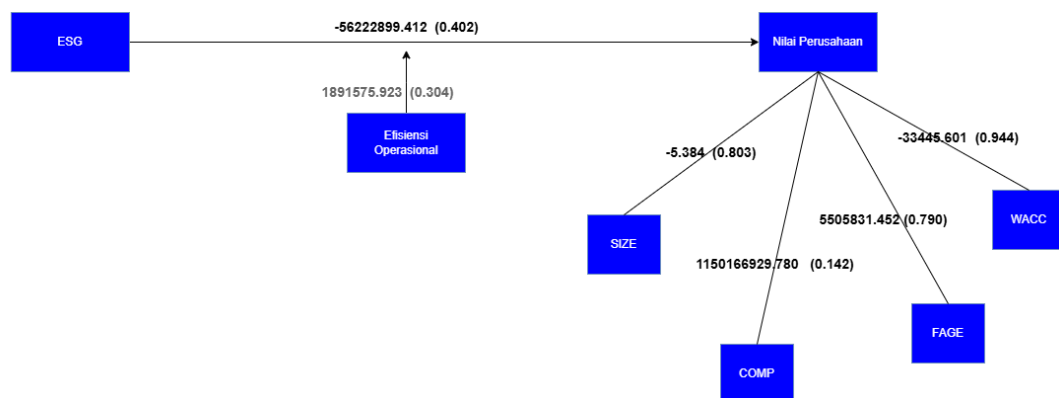 -56222899.412 (0.402)
ESG
Nilai Perusahaan
1891575.923 (0.304)
Efisiensi
Operasional
-33445.601 (0.944)
-5.384 (0.803)
WACC
5505831.452 (0.790)
SIZE
1150166929.780 (0.142)
FAGE
COMP